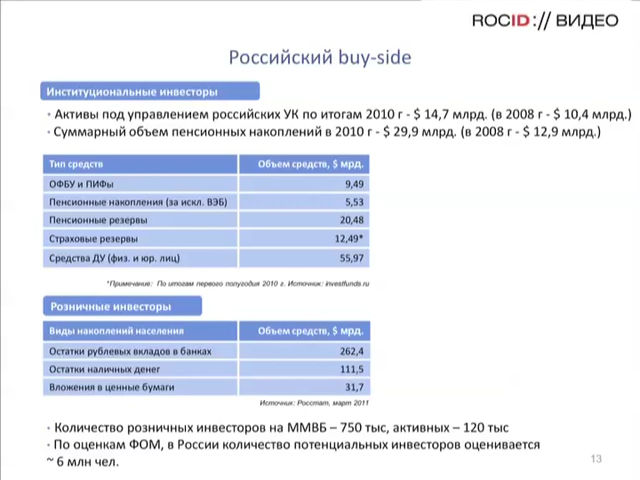 ROCID:// ВИДЕО
Российский buy-side
Институциональные инвесторы
• Активы под управлением российских УК по итогам 2010 г - $ 14,7 млрд. (в 2008 г - $ 10,4 млрд.)
• Суммарный объем пенсионных накоплений в 2010 г - $ 29,9 млрд. (в 2008 г - $ 12,9 млрд.)
Тип средств Объем средств, $ мрд.
ОФБУ и ПИФы 9,49
Пенсионные накопления (за искл. ВЭБ) 5,53
Пенсионные резервы 20,48
Страховые резервы 12,49*
Средства ДУ (физ. и юр. лиц) 55,97
*Примечание: По итогам первого полугодия 2010 г. Источник: investfunds.ru
Розничные инвесторы
Виды накоплений населения Объем средств, $ мрд.
Остатки рублевых вкладов в банках 262,4
Остатки наличных денег 111,5
Вложения в ценные бумаги 31,7
Источник: Росстат, март 2011
• Количество розничных инвесторов на ММВБ – 750 тыс, активных – 120 тыс
• По оценкам ФОМ, в России количество потенциальных инвесторов оценивается
~ 6 млн чел.
13